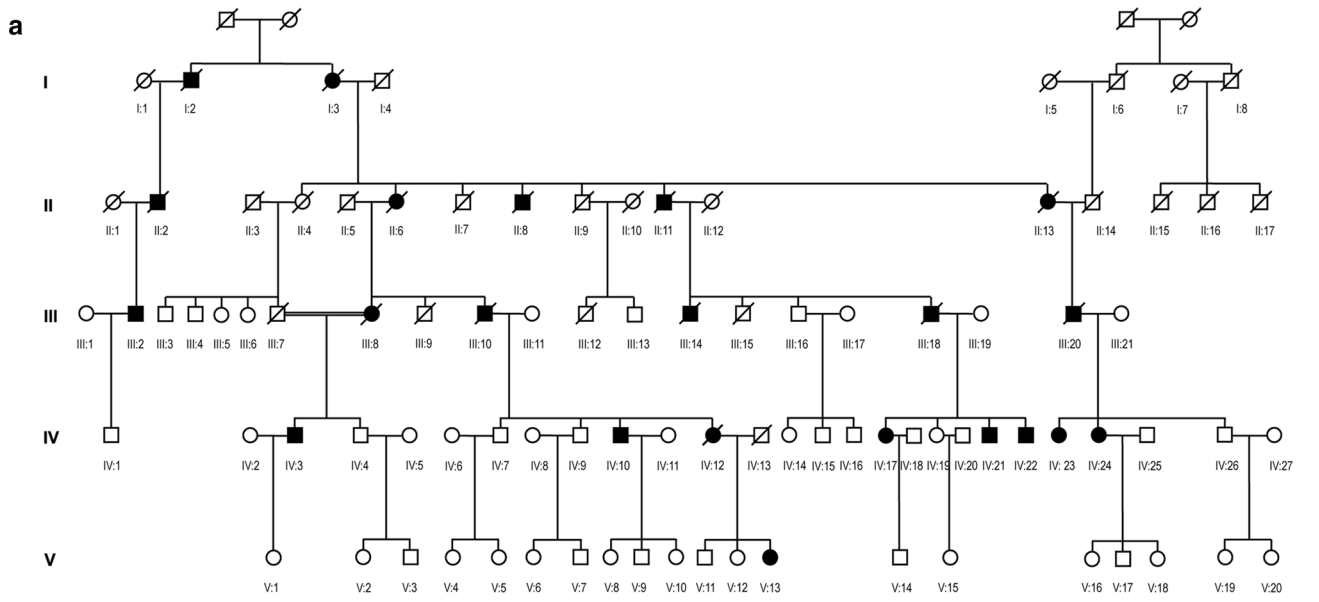 a
I
I:1 I:2 I:3 I:4 I:5 I:6 I:7 I:8
II
II:1 II:2 II:3 II:4 II:5 II:6 II:7 II:8 II:9 II:10 II:11 II:12 II:13 II:14 II:15 II:16 II:17
III
III:1 III:2 III:3 III:4 III:5 III:6 III:7 III:8 III:9 III:10 III:11 III:12 III:13 III:14 III:15 III:16 III:17 III:18 III:19 III:20 III:21
IV
IV:1 IV:2 IV:3 IV:4 IV:5 IV:6 IV:7 IV:8 IV:9 IV:10 IV:11 IV:12 IV:13 IV:14 IV:15 IV:16 IV:17 IV:18 IV:19 IV:20 IV:21 IV:22 IV: 23 IV:24 IV:25 IV:26 IV:27
V
V:1 V:2 V:3 V:4 V:5 V:6 V:7 V:8 V:9 V:10 V:11 V:12 V:13 V:14 V:15 V:16 V:17 V:18 V:19 V:20